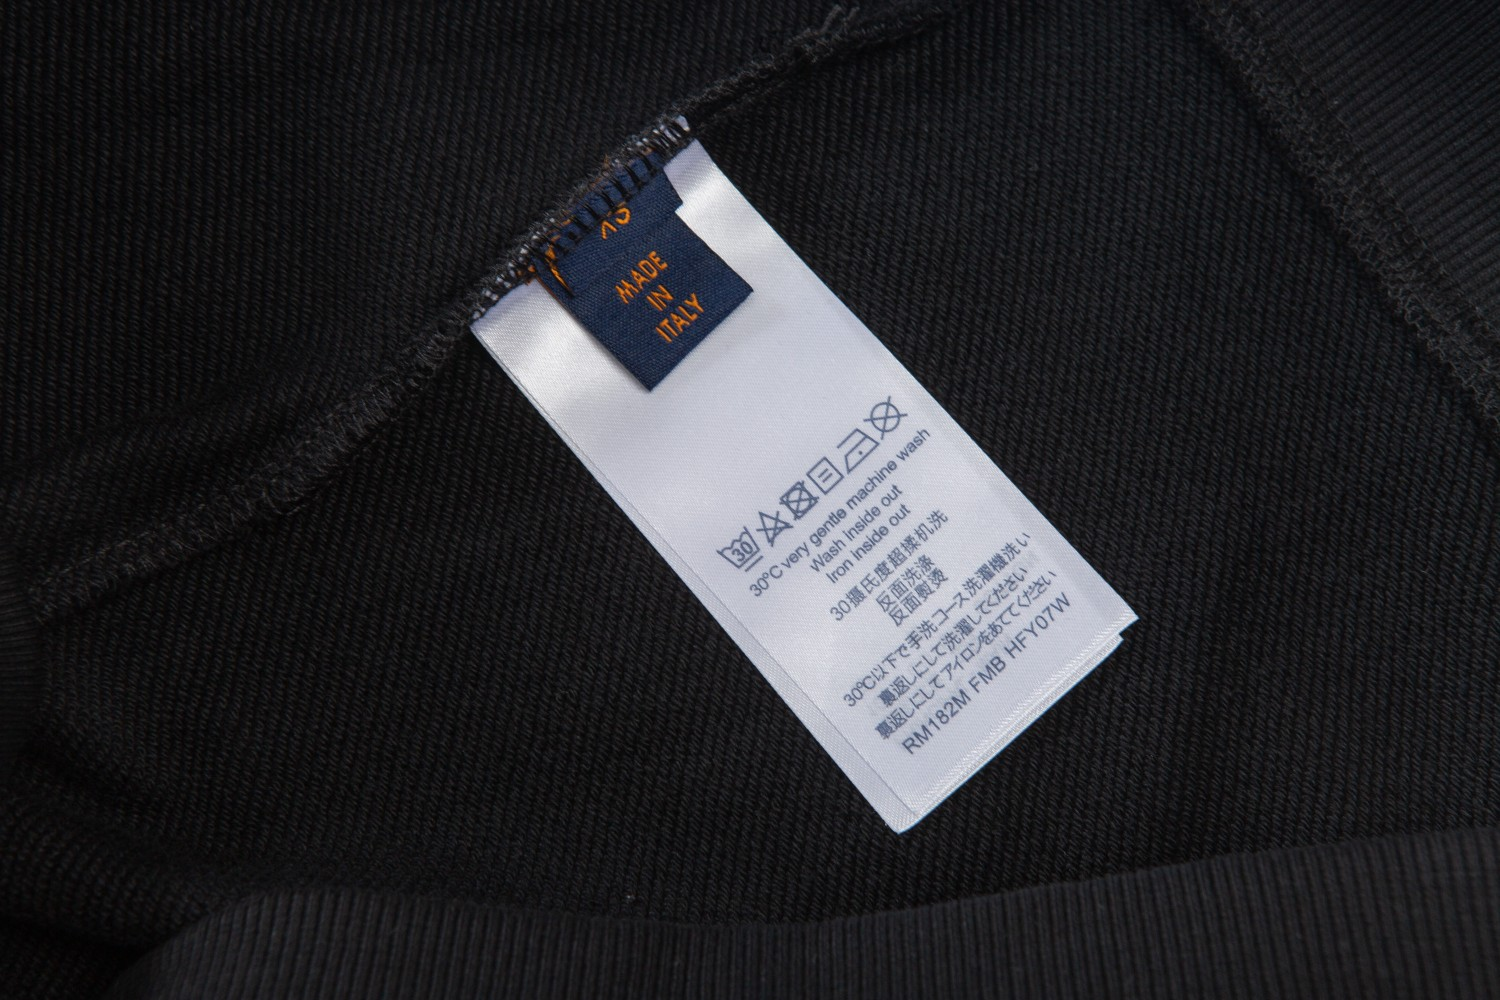 XS
MADE
IN
ITALY
30
30°C very gentle machine wash
Wash inside out
Iron inside out
30摄氏度超揉机洗
反面洗涤
反面熨烫
30℃以下で手洗コース洗濯機洗い
裏返しにして洗濯してください
裏返しにしてアイロンをあててください
RM182M FMB HFY07W